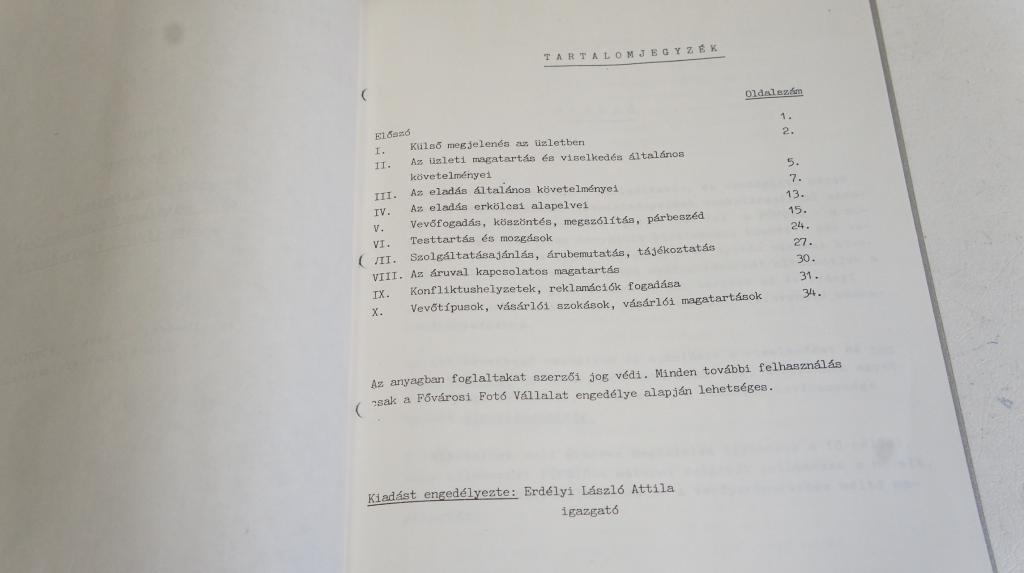 TARTALOMJEGYZÉK
Oldalszám
Előszó 1.
I. Külső megjelenés az üzletben 2.
II. Az üzleti magatartás és viselkedés általános
követelményei 5.
III. Az eladás általános követelményei 7.
IV. Az eladás erkölcsi alapelvei 13.
V. Vevőfogadás, köszöntés, megszólítás, párbeszéd 15.
VI. Testtartás és mozgások 24.
VII. Szolgáltatásajánlás, árubemutatás, tájékoztatás 27.
VIII. Az áruval kapcsolatos magatartás 30.
IX. Konfliktushelyzetek, reklamációk fogadása 31.
X. Vevőtípusok, vásárlói szokások, vásárlói magatartások 34.
Az anyagban foglaltakat szerzői jog védi. Minden további felhasználás
csak a Fővárosi Fotó Vállalat engedélye alapján lehetséges.
Kiadást engedélyezte: Erdélyi László Attila
igazgató